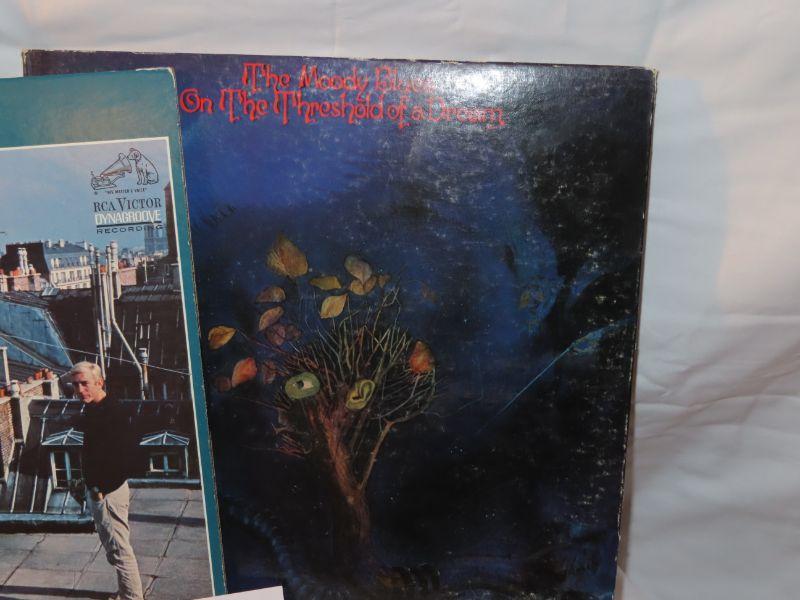 The Moody Blues
On The Threshold of a Dream
"HIS MASTER'S VOICE"
RCA VICTOR
DYNAGROOVE
RECORDING